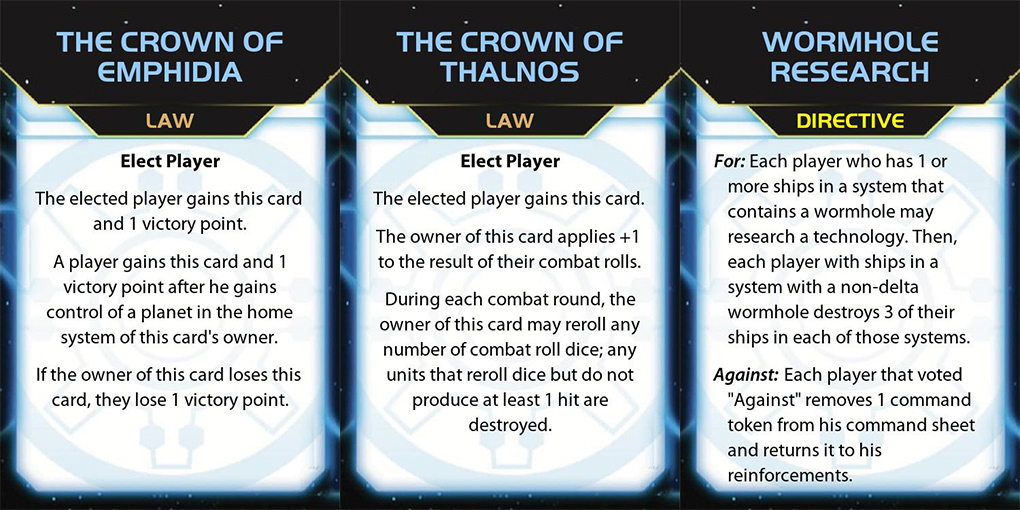 THE CROWN OF
EMPHIDIA
LAW
Elect Player
The elected player gains this card
and 1 victory point.
A player gains this card and 1
victory point after he gains
control of a planet in the home
system of this card's owner.
If the owner of this card loses this
card, they lose 1 victory point.
THE CROWN OF
THALNOS
LAW
Elect Player
The elected player gains this card.
The owner of this card applies +1
to the result of their combat rolls.
During each combat round, the
owner of this card may reroll any
number of combat roll dice; any
units that reroll dice but do not
produce at least 1 hit are
destroyed.
WORMHOLE
RESEARCH
DIRECTIVE
For: Each player who has 1 or
more ships in a system that
contains a wormhole may
research a technology. Then,
each player with ships in a
system with a non-delta
wormhole destroys 3 of their
ships in each of those systems.
Against: Each player that voted
"Against" removes 1 command
token from his command sheet
and returns it to his
reinforcements.